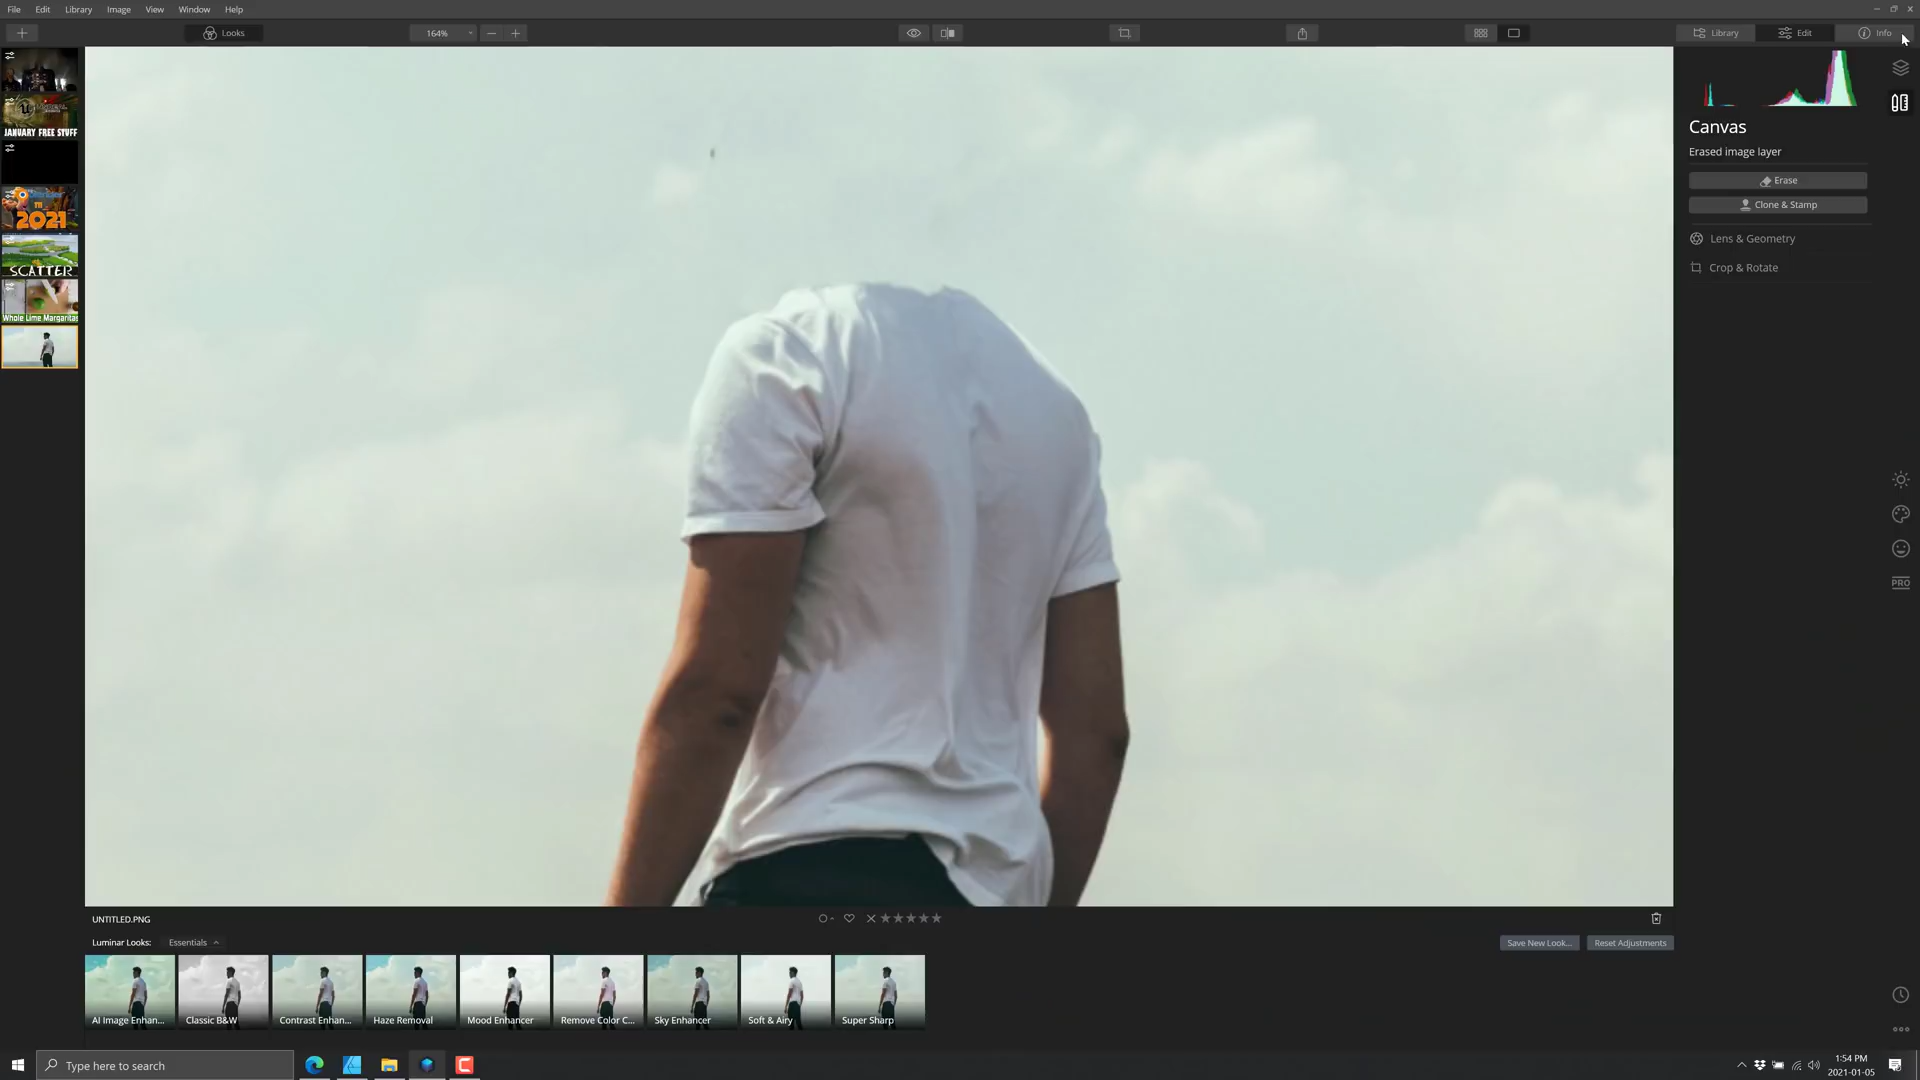 File Edit Library Image View Window Help
Looks 164% Library Edit Info
JANUARY FREE STUFF
2021
SCATTER
Whole Lime Margaritas
Canvas
Erased image layer
Erase
Clone & Stamp
Lens & Geometry
Crop & Rotate
PRO
UNTITLED.PNG
Luminar Looks: Essentials Save New Look... Reset Adjustments
AI Image Enhan... Classic B&W Contrast Enhan... Haze Removal Mood Enhancer Remove Color C... Sky Enhancer Soft & Airy Super Sharp
Type here to search
1:54 PM
2021-01-05